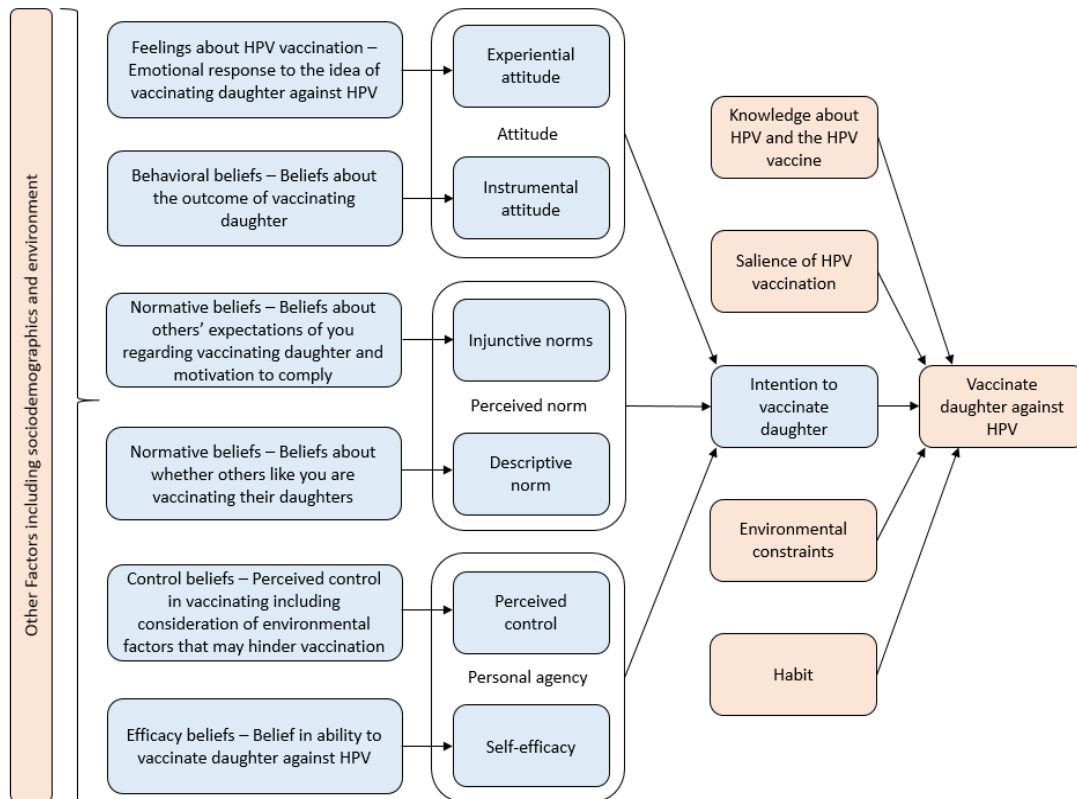 Other Factors including sociodemographics and environment
Feelings about HPV vaccination –
Emotional response to the idea of
vaccinating daughter against HPV
Behavioral beliefs – Beliefs about
the outcome of vaccinating
daughter
Normative beliefs – Beliefs about
others’ expectations of you
regarding vaccinating daughter and
motivation to comply
Normative beliefs – Beliefs about
whether others like you are
vaccinating their daughters
Control beliefs – Perceived control
in vaccinating including
consideration of environmental
factors that may hinder vaccination
Efficacy beliefs – Belief in ability to
vaccinate daughter against HPV
Experiential
attitude
Attitude
Instrumental
attitude
Injunctive norms
Perceived norm
Descriptive
norm
Perceived
control
Personal agency
Self-efficacy
Knowledge about
HPV and the HPV
vaccine
Salience of HPV
vaccination
Intention to
vaccinate
daughter
Environmental
constraints
Habit
Vaccinate
daughter against
HPV